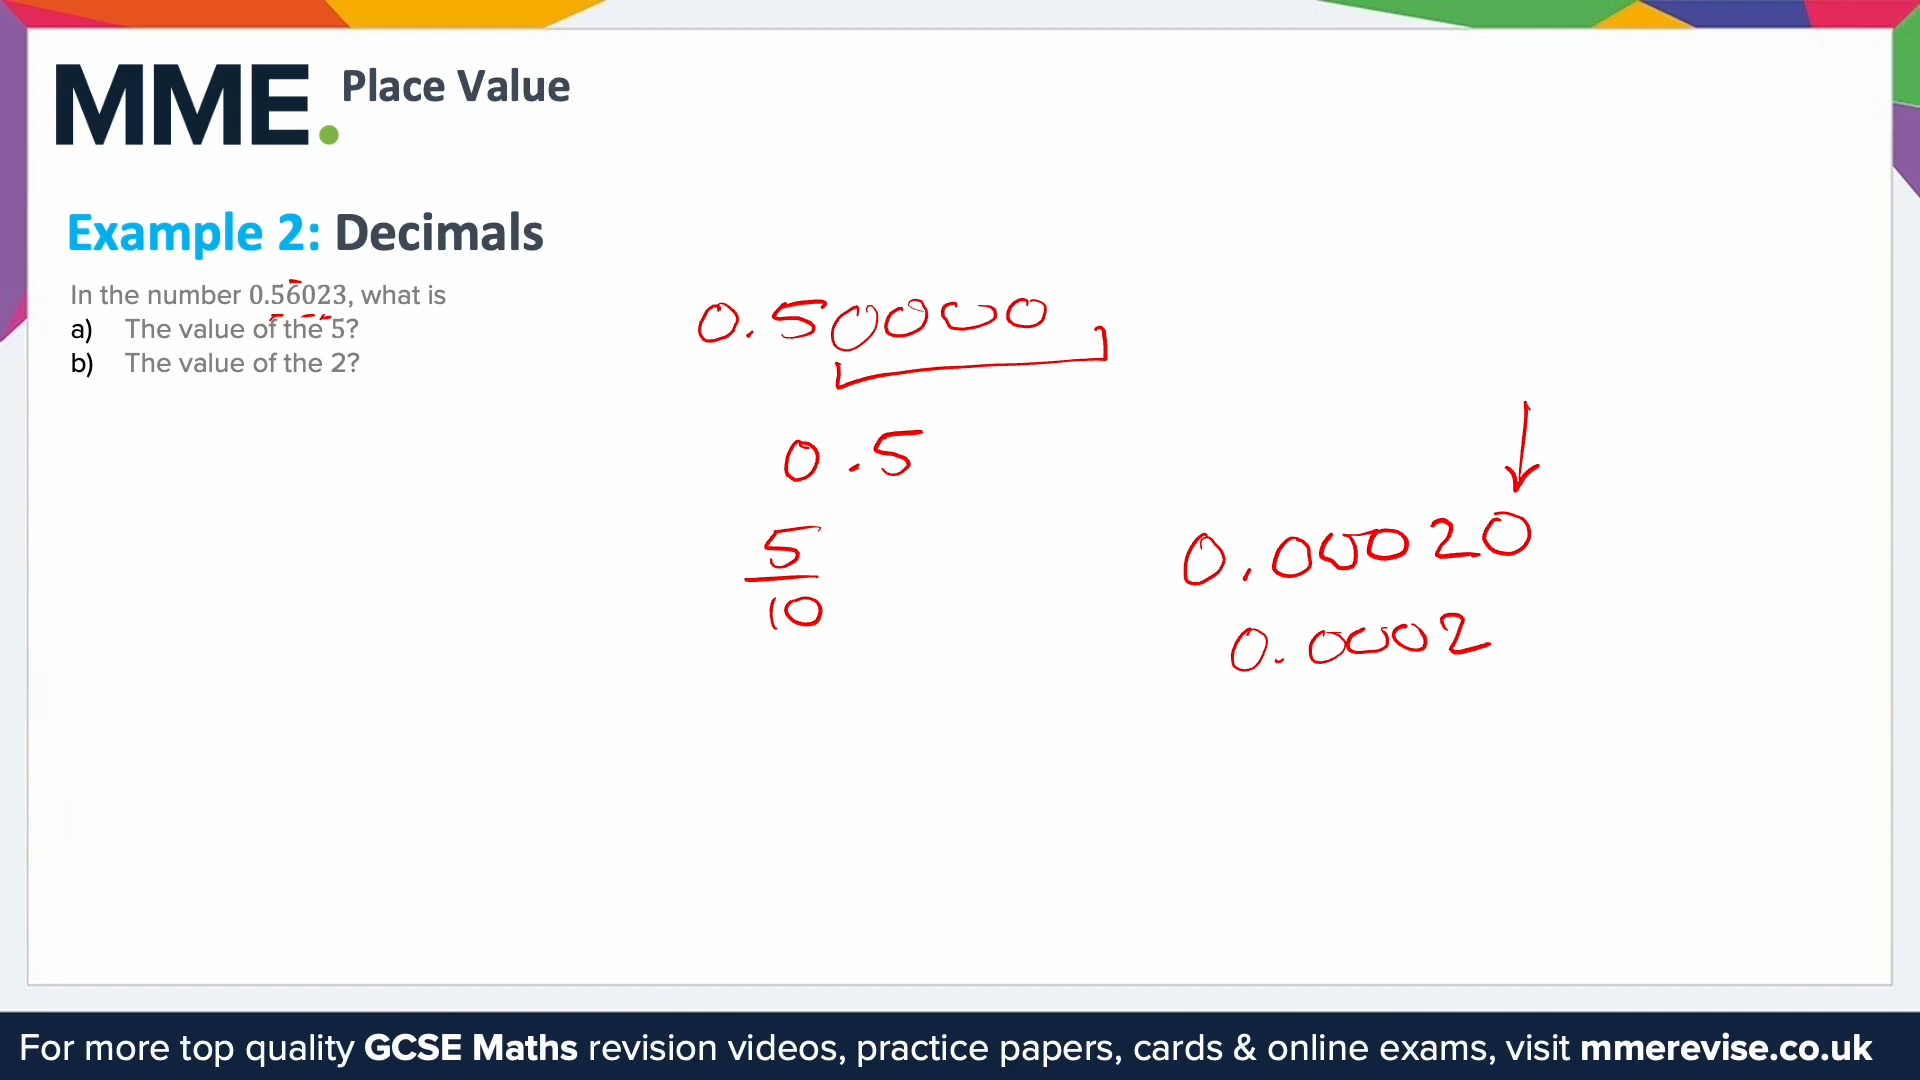 MME. Place Value
Example 2: Decimals
In the number 0.56023, what is
a) The value of the 5?
b) The value of the 2?
0.50000
0.5
5
10
0.00020
0.0002
For more top quality GCSE Maths revision videos, practice papers, cards & online exams, visit mmerevise.co.uk